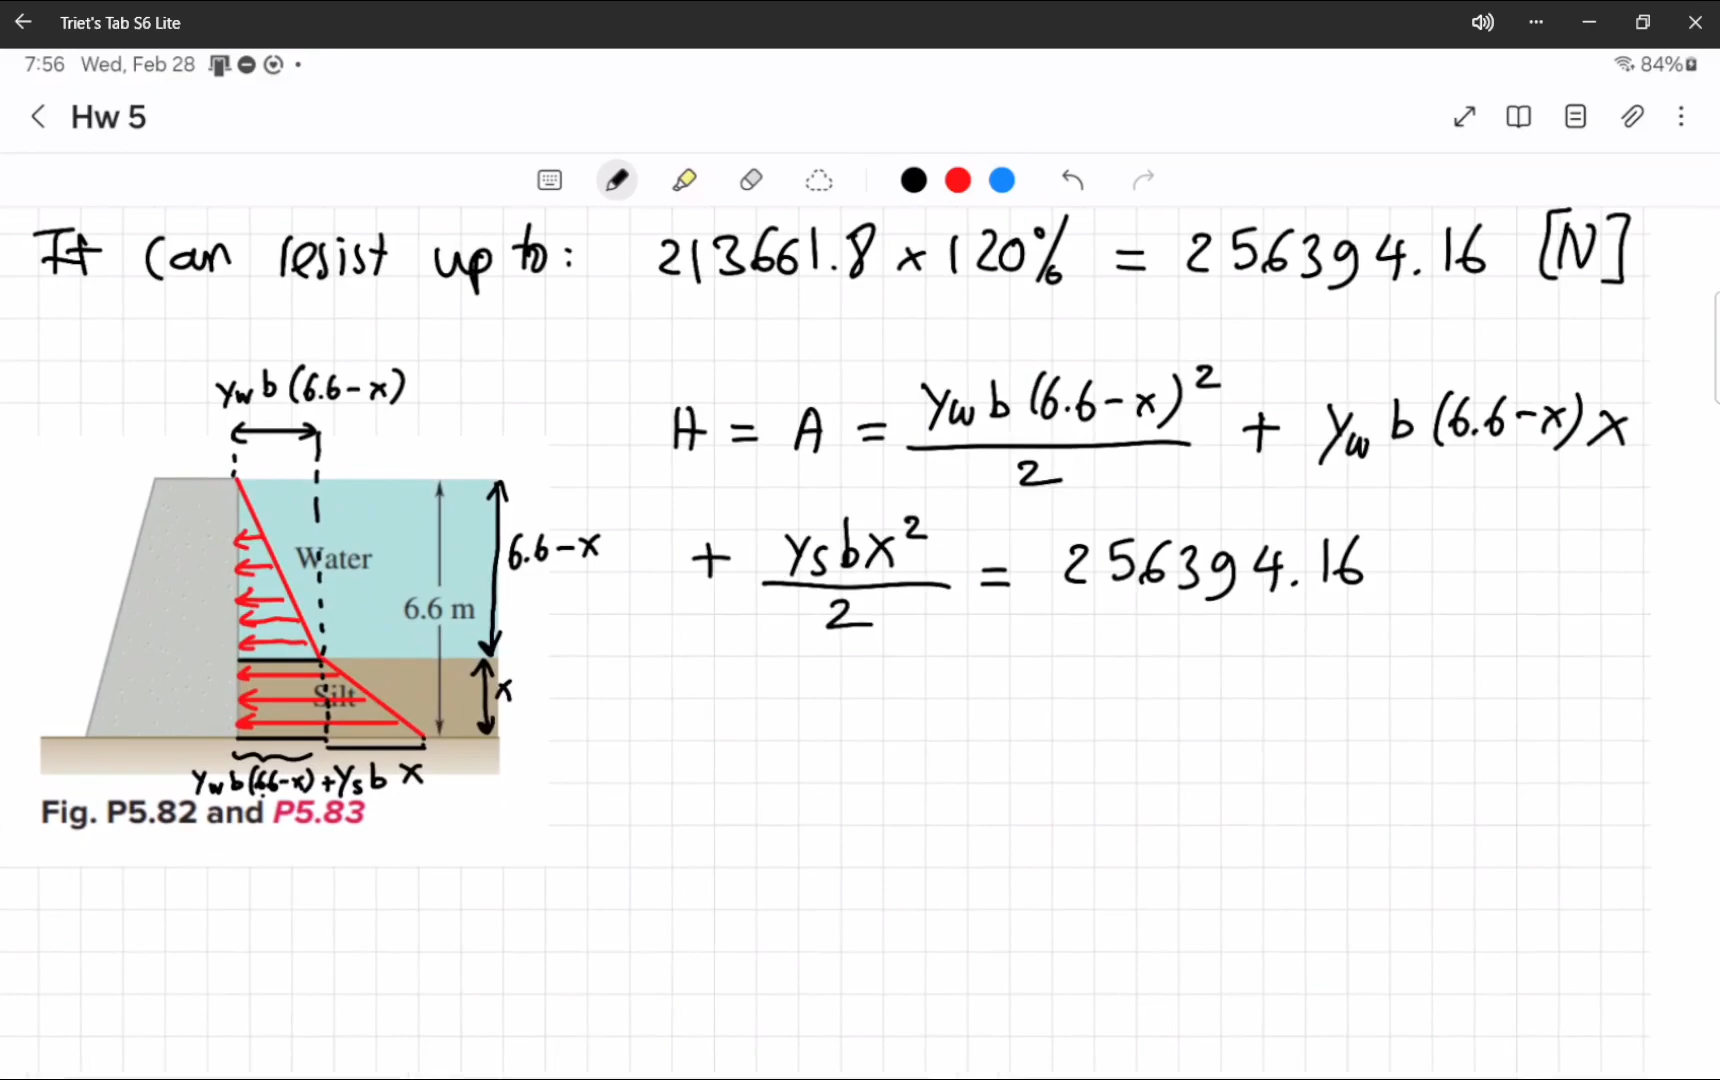 Triet's Tab S6 Lite
7:56 Wed, Feb 28
84%
Hw 5
It can resist up to: 213661.8 × 120% = 256394.16 [N]
γw b (6.6-x)
H = A = γw b (6.6-x)² / 2 + γw b (6.6-x) x
+ γs b x² / 2 = 256394.16
Water
6.6-x
6.6 m
Silt
x
γw b (6.6-x) + γs b x
Fig. P5.82 and P5.83